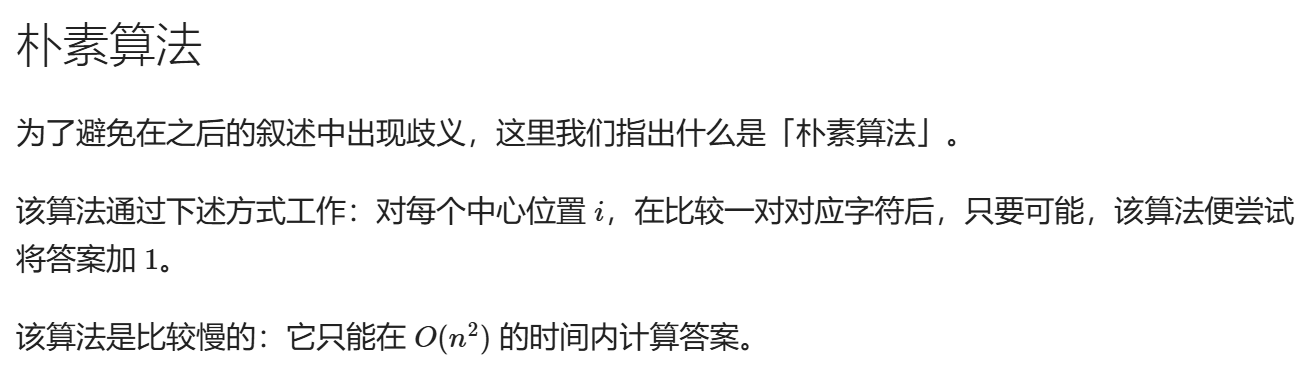 朴素算法
为了避免在之后的叙述中出现歧义，这里我们指出什么是「朴素算法」。
该算法通过下述方式工作：对每个中心位置 i，在比较一对对应字符后，只要可能，该算法便尝试
将答案加 1。
该算法是比较慢的：它只能在 O(n²) 的时间内计算答案。